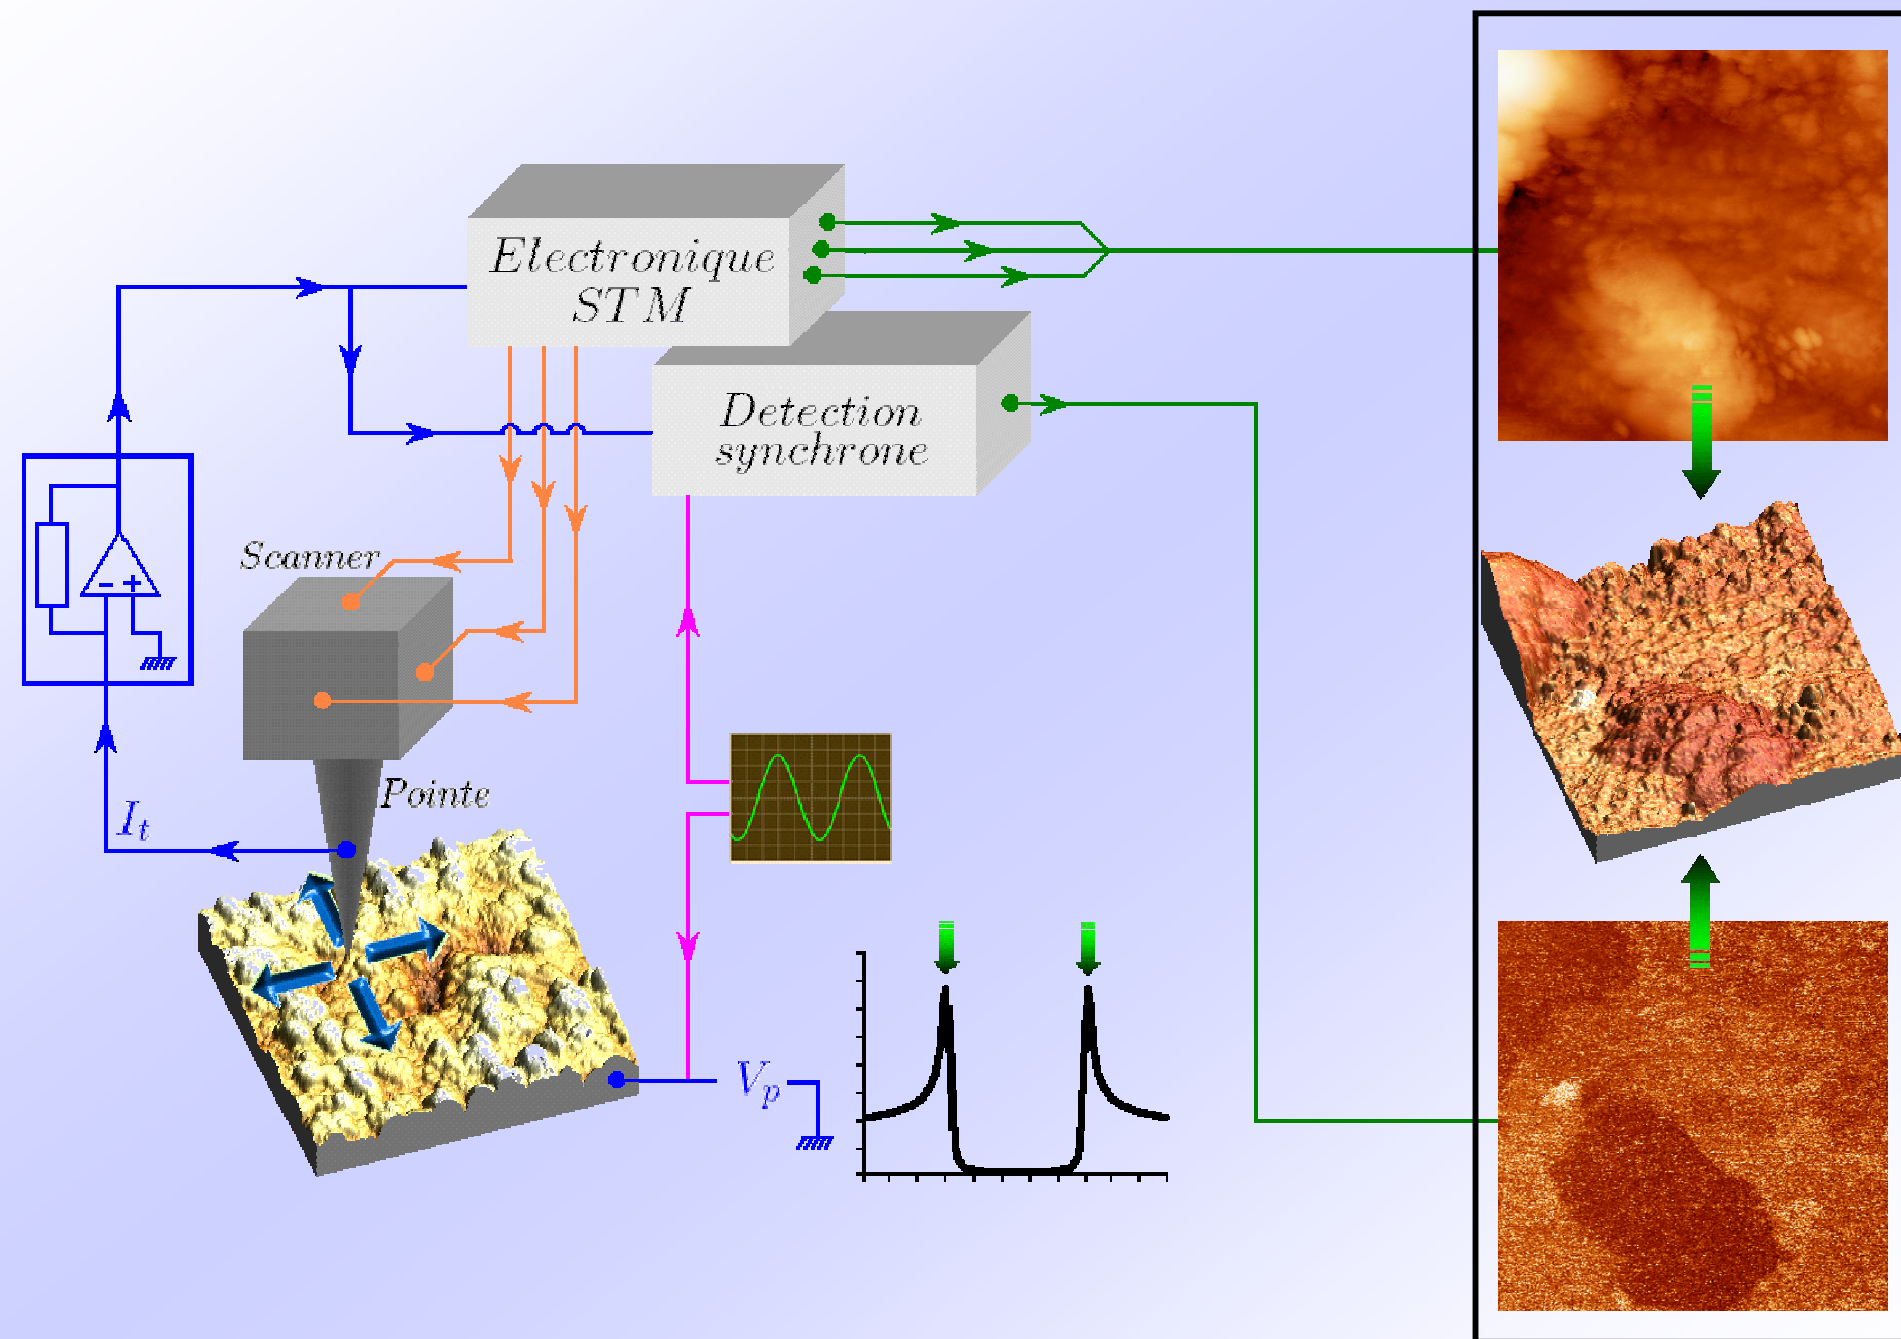 Electronique
STM
Detection
synchrone
Scanner
- +
Pointe
I_t
V_p